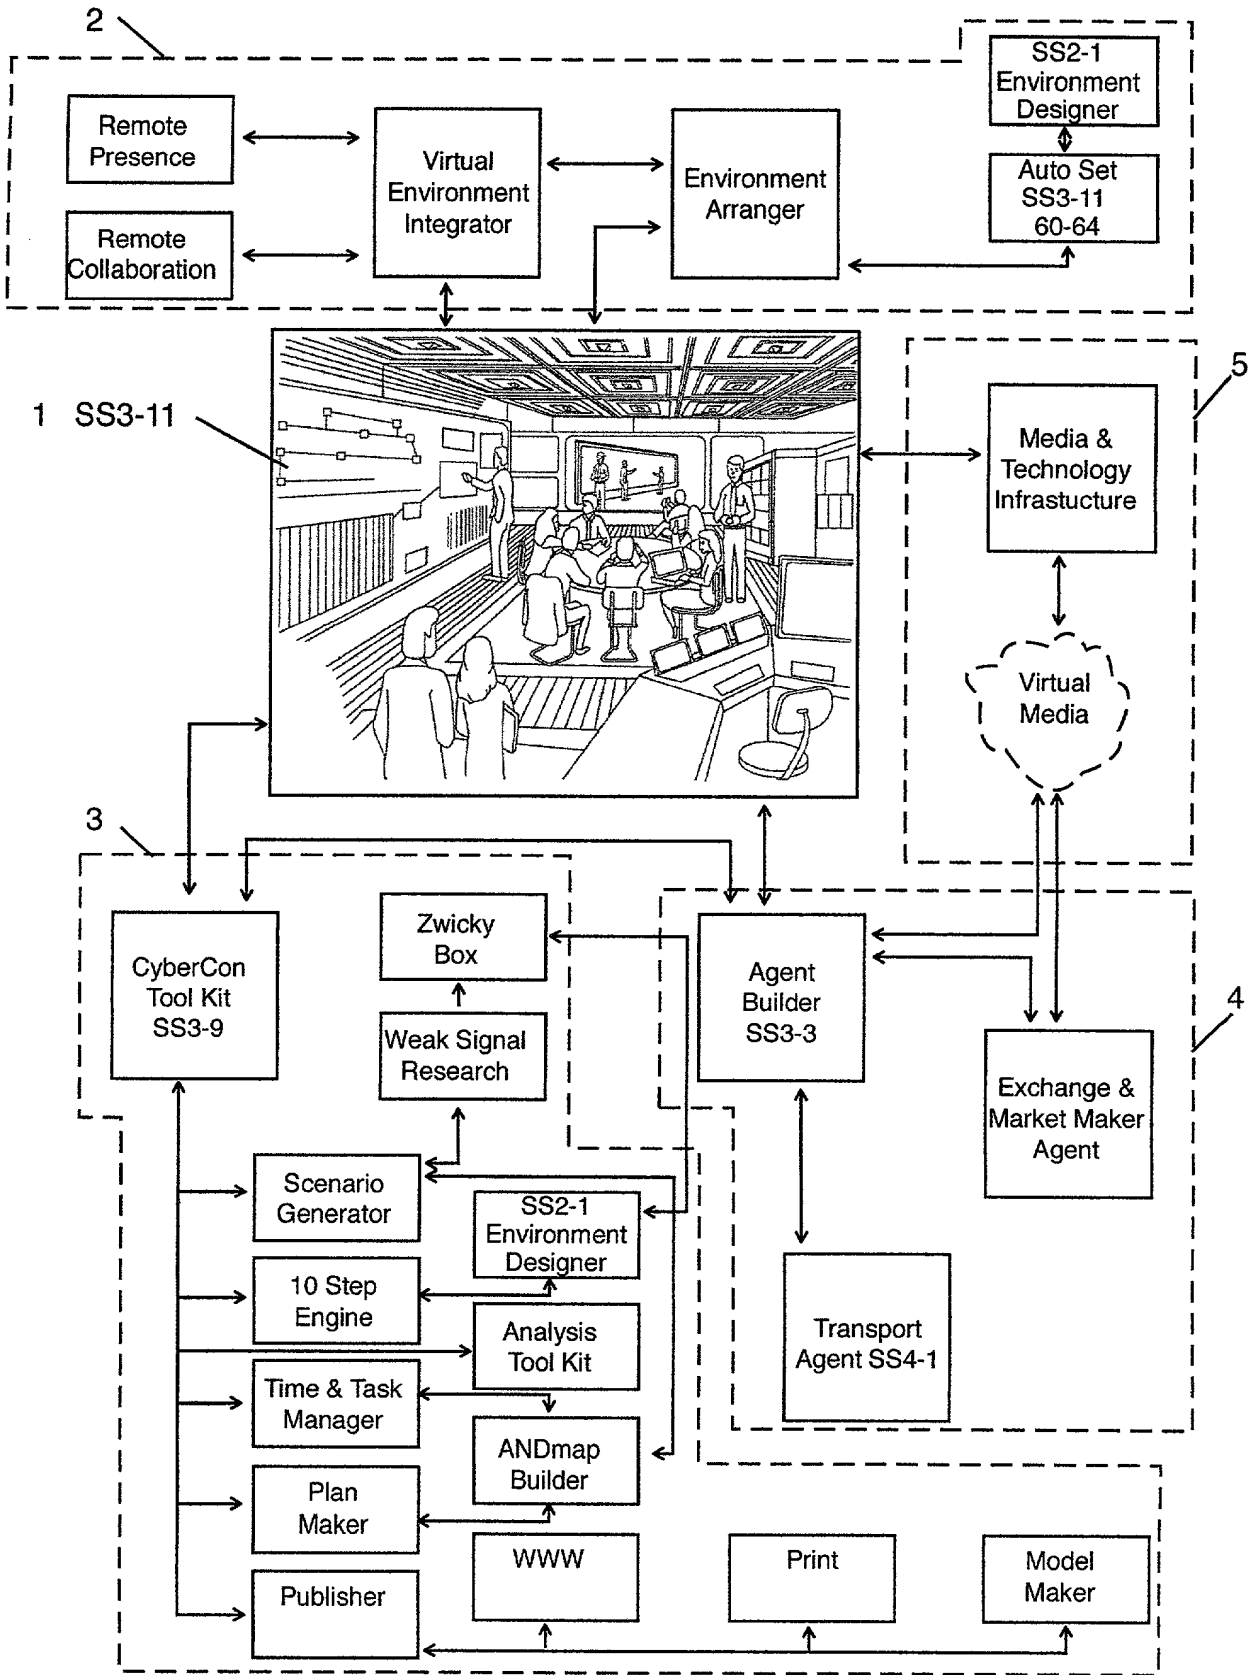 2
SS2-1
Environment
Designer
Remote
Presence
Virtual
Environment
Integrator
Environment
Arranger
Auto Set
SS3-11
60-64
Remote
Collaboration
5
1 SS3-11
Media &
Technology
Infrastucture
Virtual
Media
3
CyberCon
Tool Kit
SS3-9
Zwicky
Box
Weak Signal
Research
Agent
Builder
SS3-3
4
Exchange &
Market Maker
Agent
Scenario
Generator
SS2-1
Environment
Designer
10 Step
Engine
Analysis
Tool Kit
Transport
Agent SS4-1
Time & Task
Manager
ANDmap
Builder
Plan
Maker
WWW
Print
Model
Maker
Publisher